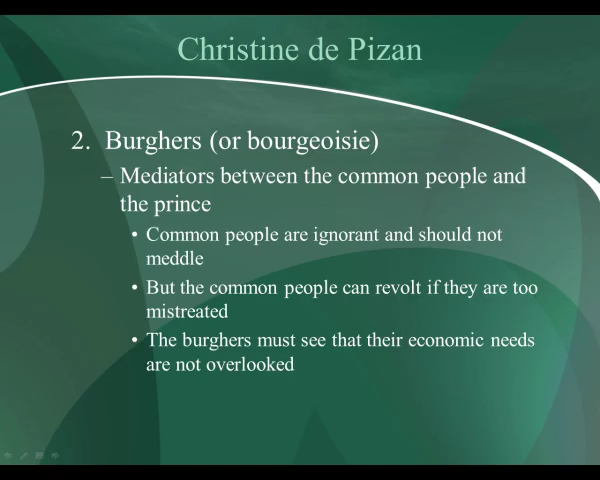 Christine de Pizan
2. Burghers (or bourgeoisie)
– Mediators between the common people and
the prince
• Common people are ignorant and should not
meddle
• But the common people can revolt if they are too
mistreated
• The burghers must see that their economic needs
are not overlooked